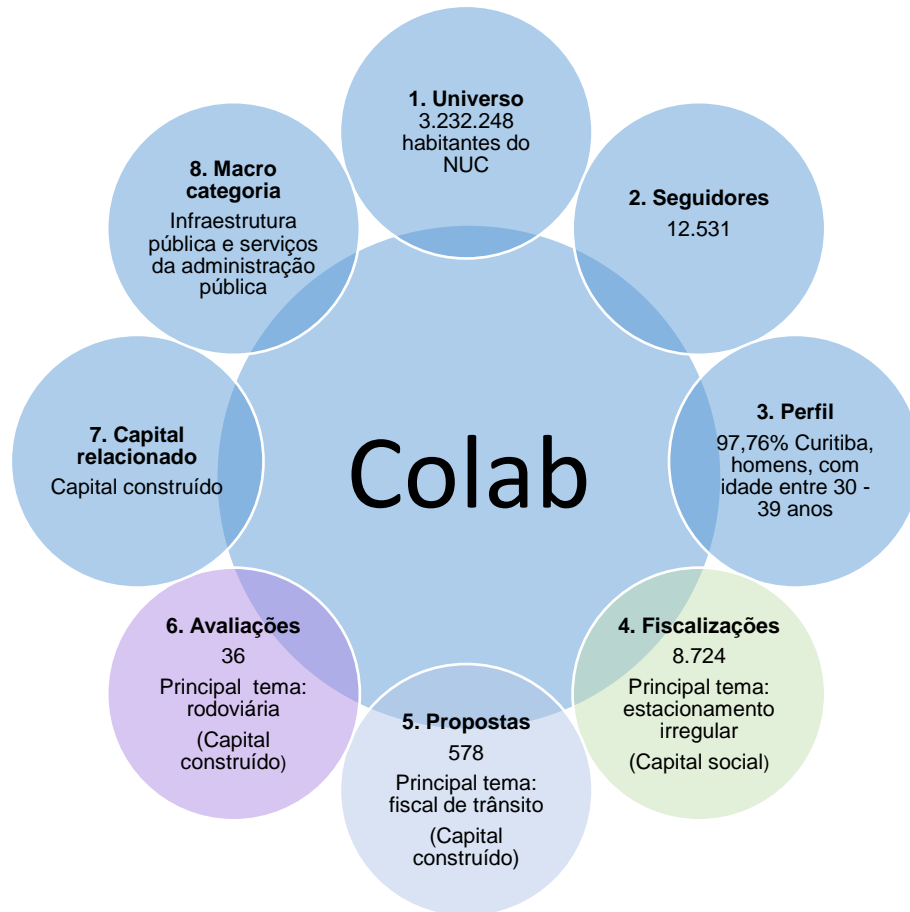 1. Universo
3.232.248
habitantes do
NUC
2. Seguidores
12.531
3. Perfil
97,76% Curitiba,
homens, com
idade entre 30 -
39 anos
4. Fiscalizações
8.724
Principal tema:
estacionamento
irregular
(Capital social)
5. Propostas
578
Principal tema:
fiscal de trânsito
(Capital
construído)
6. Avaliações
36
Principal tema:
rodoviária
(Capital
construído)
7. Capital
relacionado
Capital construído
8. Macro
categoria
Infraestrutura
pública e serviços
da administração
pública
Colab